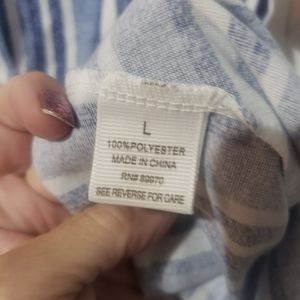 L
100%POLYESTER
MADE IN CHINA
RN# 89970
SEE REVERSE FOR CARE